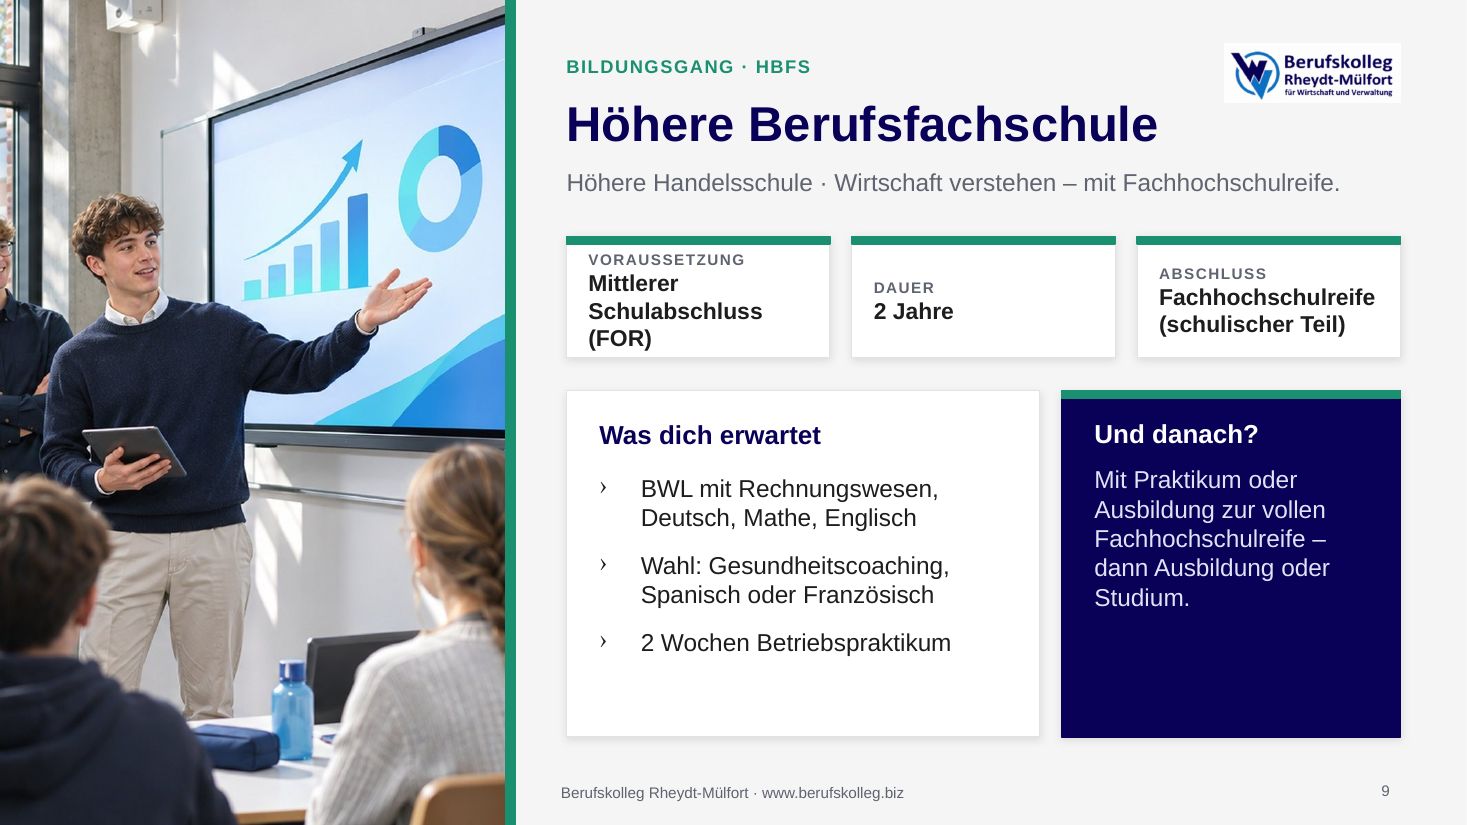 BILDUNGSGANG · HBFS
Berufskolleg
Rheydt-Mülfort
für Wirtschaft und Verwaltung
Höhere Berufsfachschule
Höhere Handelsschule · Wirtschaft verstehen – mit Fachhochschulreife.
VORAUSSETZUNG
Mittlerer
Schulabschluss
(FOR)
DAUER
2 Jahre
ABSCHLUSS
Fachhochschulreife
(schulischer Teil)
Was dich erwartet
› BWL mit Rechnungswesen,
Deutsch, Mathe, Englisch
› Wahl: Gesundheitscoaching,
Spanisch oder Französisch
› 2 Wochen Betriebspraktikum
Und danach?
Mit Praktikum oder
Ausbildung zur vollen
Fachhochschulreife –
dann Ausbildung oder
Studium.
Berufskolleg Rheydt-Mülfort · www.berufskolleg.biz
9